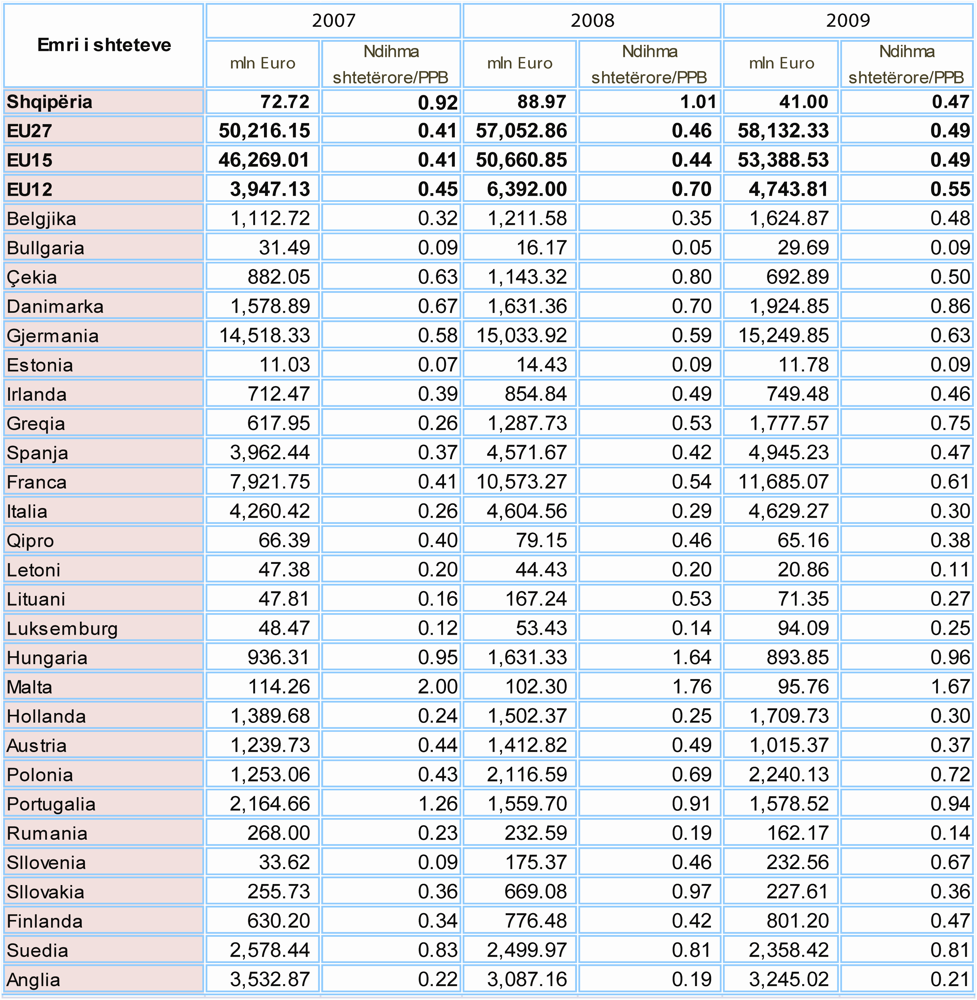 Emri i shteteve 2007 2008 2009
mln Euro Ndihma shtetërore/PPB mln Euro Ndihma shtetërore/PPB mln Euro Ndihma shtetërore/PPB
Shqipëria 72.72 0.92 88.97 1.01 41.00 0.47
EU27 50,216.15 0.41 57,052.86 0.46 58,132.33 0.49
EU15 46,269.01 0.41 50,660.85 0.44 53,388.53 0.49
EU12 3,947.13 0.45 6,392.00 0.70 4,743.81 0.55
Belgjika 1,112.72 0.32 1,211.58 0.35 1,624.87 0.48
Bullgaria 31.49 0.09 16.17 0.05 29.69 0.09
Çekia 882.05 0.63 1,143.32 0.80 692.89 0.50
Danimarka 1,578.89 0.67 1,631.36 0.70 1,924.85 0.86
Gjermania 14,518.33 0.58 15,033.92 0.59 15,249.85 0.63
Estonia 11.03 0.07 14.43 0.09 11.78 0.09
Irlanda 712.47 0.39 854.84 0.49 749.48 0.46
Greqia 617.95 0.26 1,287.73 0.53 1,777.57 0.75
Spanja 3,962.44 0.37 4,571.67 0.42 4,945.23 0.47
Franca 7,921.75 0.41 10,573.27 0.54 11,685.07 0.61
Italia 4,260.42 0.26 4,604.56 0.29 4,629.27 0.30
Qipro 66.39 0.40 79.15 0.46 65.16 0.38
Letoni 47.38 0.20 44.43 0.20 20.86 0.11
Lituani 47.81 0.16 167.24 0.53 71.35 0.27
Luksemburg 48.47 0.12 53.43 0.14 94.09 0.25
Hungaria 936.31 0.95 1,631.33 1.64 893.85 0.96
Malta 114.26 2.00 102.30 1.76 95.76 1.67
Hollanda 1,389.68 0.24 1,502.37 0.25 1,709.73 0.30
Austria 1,239.73 0.44 1,412.82 0.49 1,015.37 0.37
Polonia 1,253.06 0.43 2,116.59 0.69 2,240.13 0.72
Portugalia 2,164.66 1.26 1,559.70 0.91 1,578.52 0.94
Rumania 268.00 0.23 232.59 0.19 162.17 0.14
Sllovenia 33.62 0.09 175.37 0.46 232.56 0.67
Sllovakia 255.73 0.36 669.08 0.97 227.61 0.36
Finlanda 630.20 0.34 776.48 0.42 801.20 0.47
Suedia 2,578.44 0.83 2,499.97 0.81 2,358.42 0.81
Anglia 3,532.87 0.22 3,087.16 0.19 3,245.02 0.21